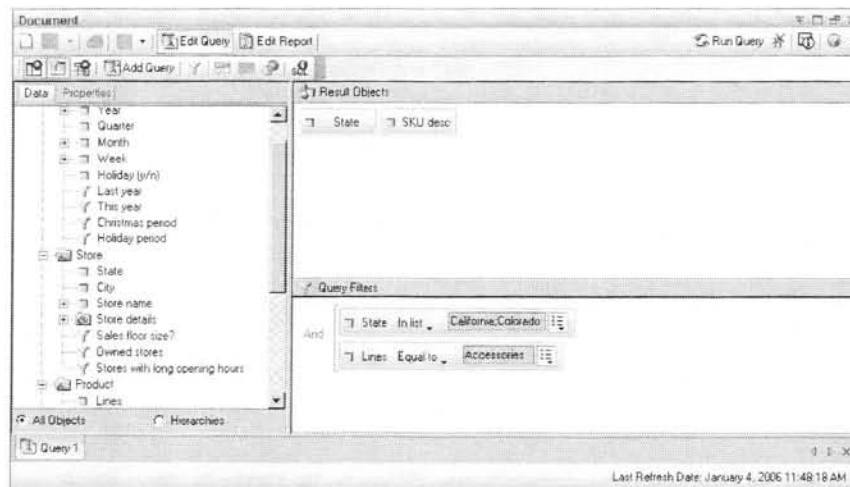 Document
Edit Query Edit Report Run Query
Add Query SQL
Data Properties
Year
Quarter
Month
Week
Holiday (y/n)
Last year
This year
Christmas period
Holiday period
Store
State
City
Store name
Store details
Sales floor size?
Owned stores
Stores with long opening hours
Product
Lines
All Objects Hierarchies
Result Objects
State SKU desc
Query Filters
And
State In list California;Colorado
Lines Equal to Accessories
Query 1
Last Refresh Date: January 4, 2006 11:48:18 AM